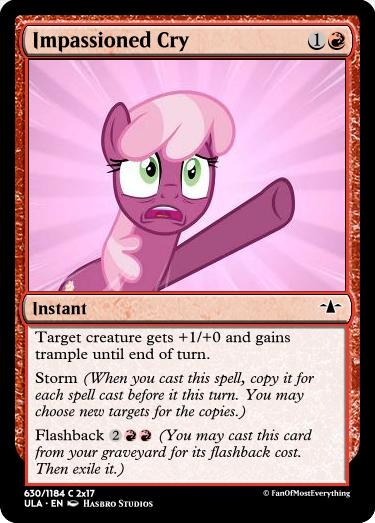 Impassioned Cry 1
Instant
Target creature gets +1/+0 and gains
trample until end of turn.
Storm (When you cast this spell, copy it for
each spell cast before it this turn. You may
choose new targets for the copies.)
Flashback 2 (You may cast this card
from your graveyard for its flashback cost.
Then exile it.)
630/1184 C 2x17 © FanOfMostEverything
ULA • EN Hasbro Studios